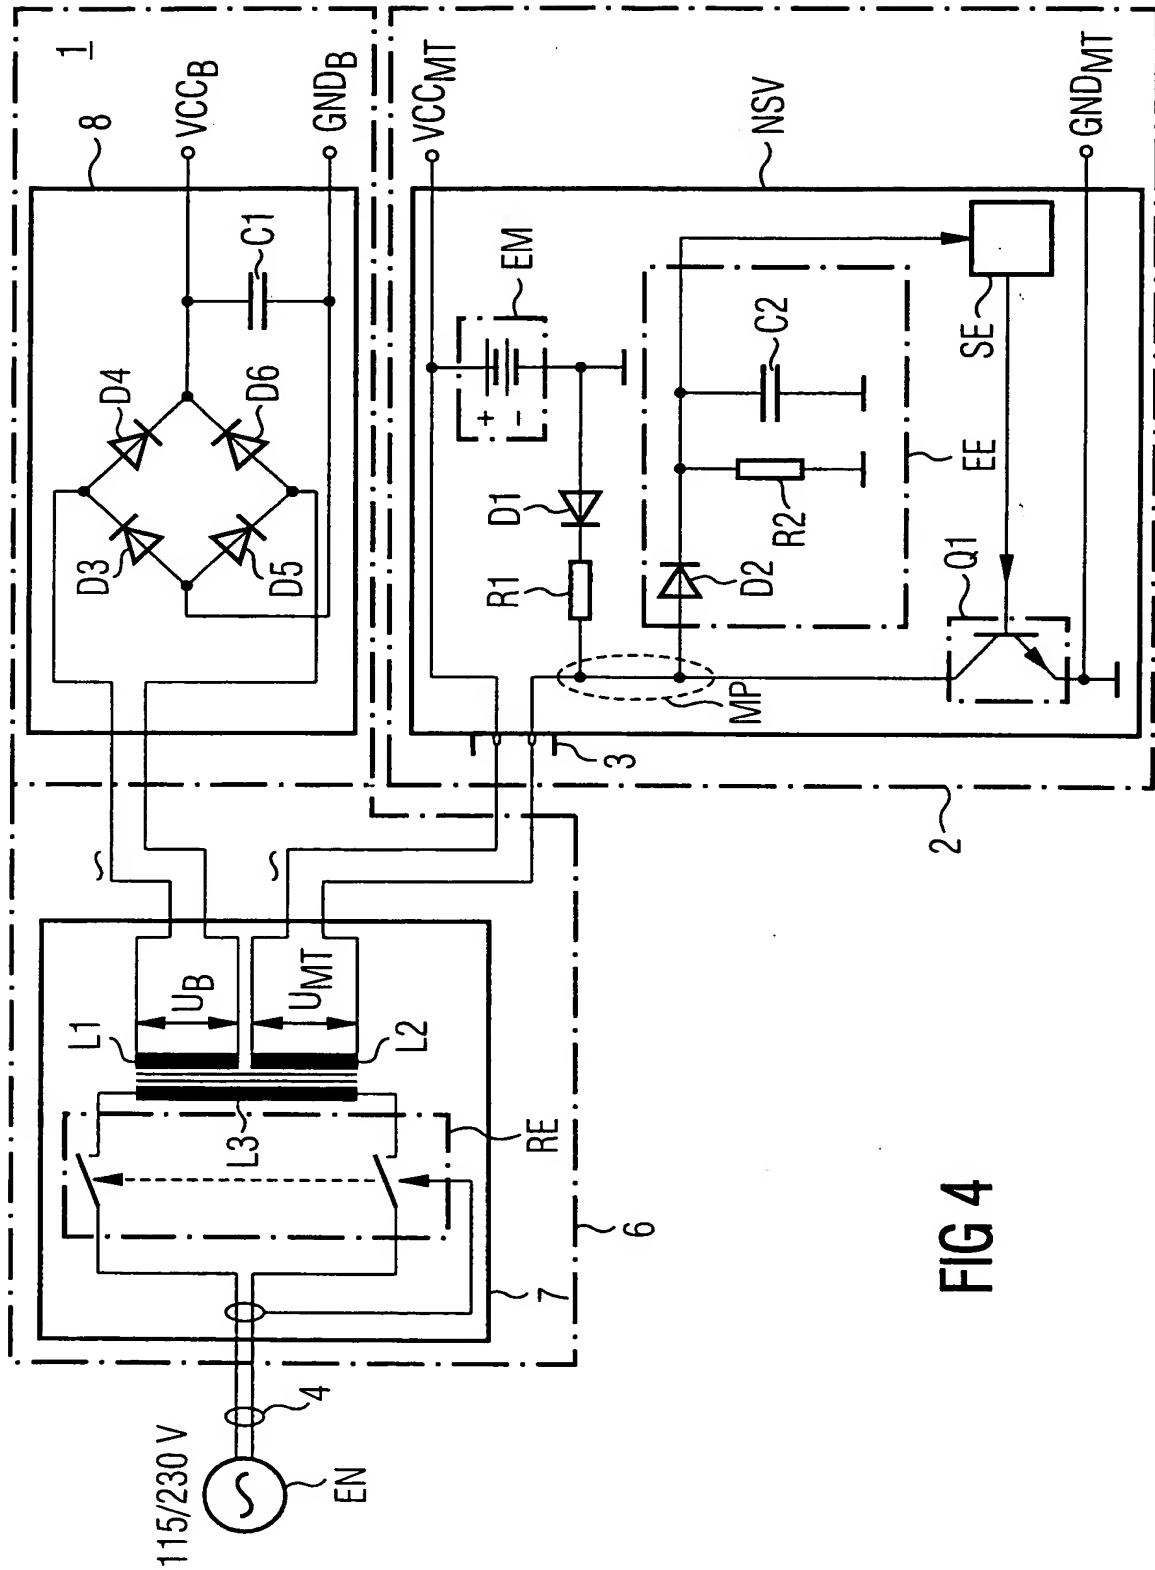 1
8
VCC_B
GND_B
C1
D4
D6
D3
D5
VCC_MT
NSV
GND_MT
EM
+
-
C2
SE
D1
R1
R2
D2
EE
Q1
MP
3
2
~
~
U_B
U_MT
L1
L2
L3
RE
6
7
4
115/230 V
~
EN
FIG 4